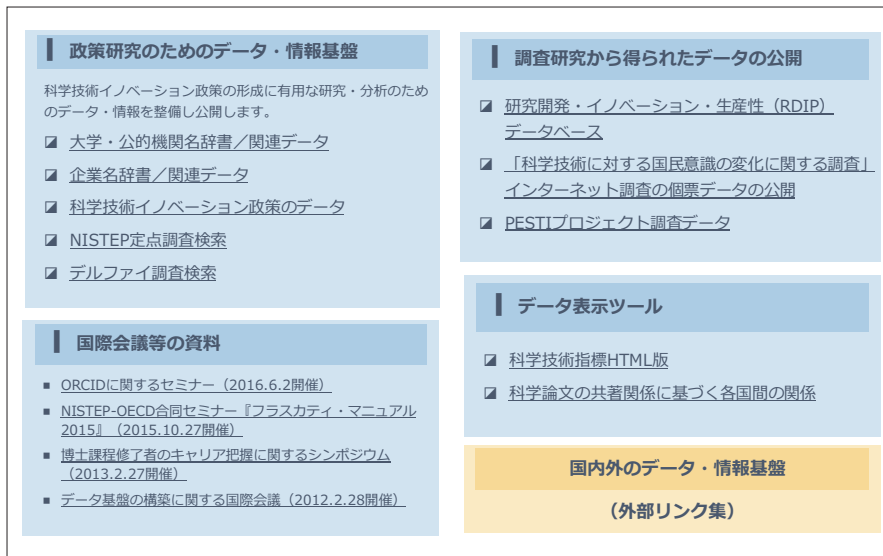 政策研究のためのデータ・情報基盤
科学技術イノベーション政策の形成に有用な研究・分析のため
のデータ・情報を整備し公開します。
大学・公的機関名辞書／関連データ
企業名辞書／関連データ
科学技術イノベーション政策のデータ
NISTEP定点調査検索
デルファイ調査検索
国際会議等の資料
ORCIDに関するセミナー（2016.6.2開催）
NISTEP-OECD合同セミナー『フラスカティ・マニュアル
2015』（2015.10.27開催）
博士課程修了者のキャリア把握に関するシンポジウム
（2013.2.27開催）
データ基盤の構築に関する国際会議（2012.2.28開催）
調査研究から得られたデータの公開
研究開発・イノベーション・生産性（RDIP）
データベース
「科学技術に対する国民意識の変化に関する調査」
インターネット調査の個票データの公開
PESTIプロジェクト調査データ
データ表示ツール
科学技術指標HTML版
科学論文の共著関係に基づく各国間の関係
国内外のデータ・情報基盤
（外部リンク集）